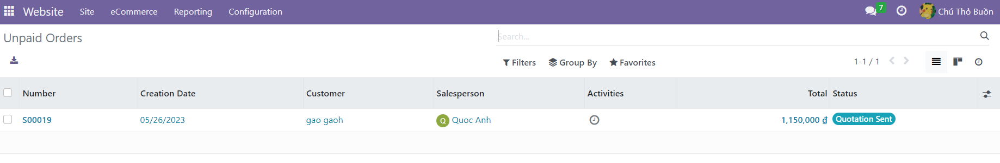 Website Site eCommerce Reporting Configuration 7 Chú Thỏ Buồn
Unpaid Orders Search...
Filters Group By Favorites 1-1 / 1
Number Creation Date Customer Salesperson Activities Total Status
S00019 05/26/2023 gao gaoh Q Quoc Anh 1,150,000 ₫ Quotation Sent